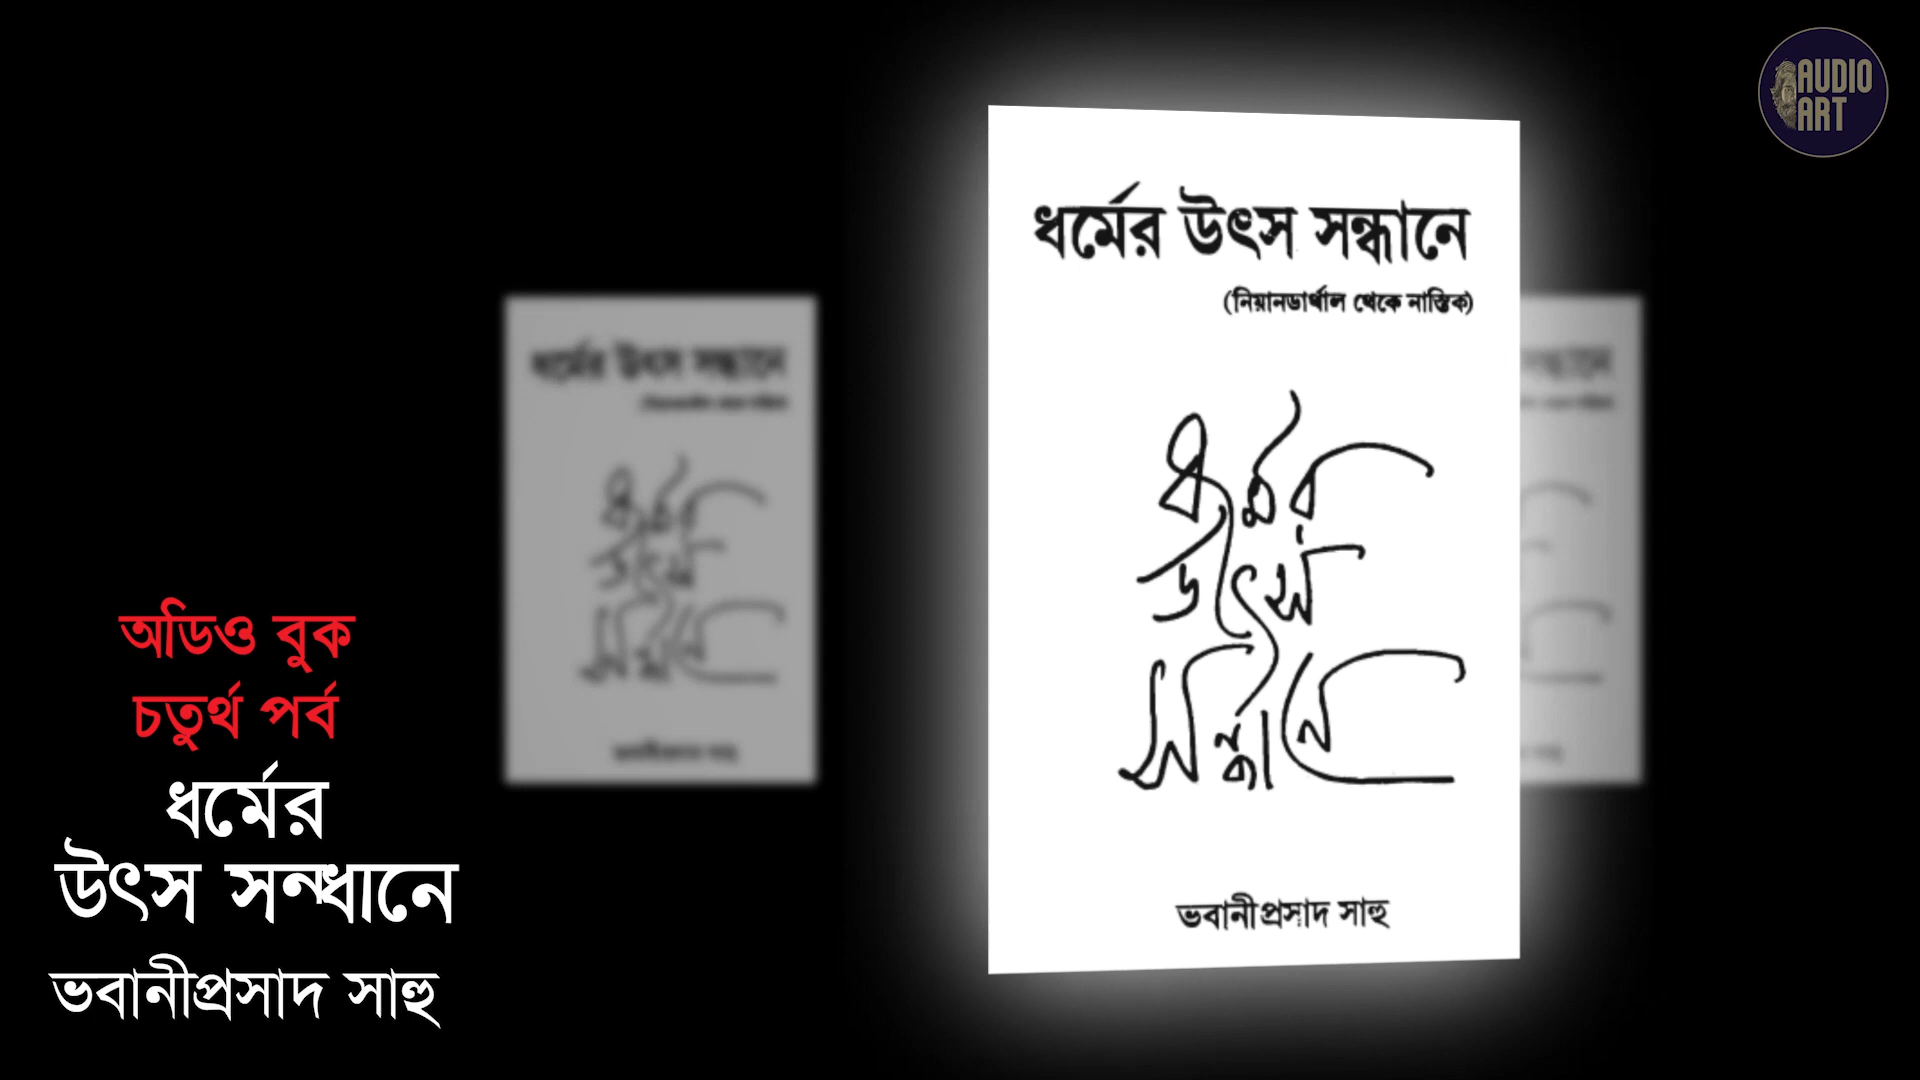 AUDIO
ART
ধর্মের উৎস সন্ধানে
(নিয়ানডার্থাল থেকে নাস্তিক)
ধর্মের
উৎস
সন্ধানে
ভবানীপ্রসাদ সাহু
অডিও বুক
চতুর্থ পর্ব
ধর্মের
উৎস সন্ধানে
ভবানীপ্রসাদ সাহু